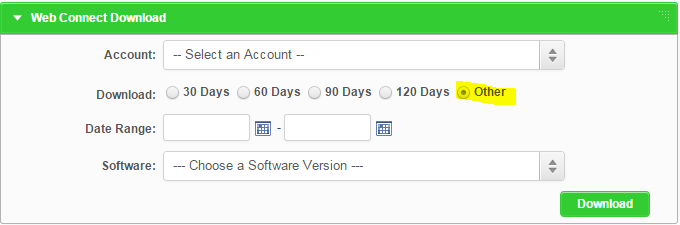 Web Connect Download
Account: -- Select an Account --
Download: 30 Days 60 Days 90 Days 120 Days Other
Date Range: -
Software: --- Choose a Software Version ---
Download